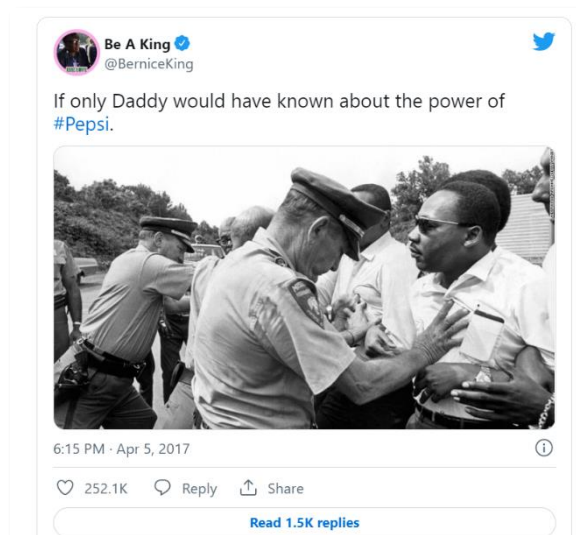 Be A King
@BerniceKing
If only Daddy would have known about the power of
#Pepsi.
6:15 PM · Apr 5, 2017
252.1K Reply Share
Read 1.5K replies